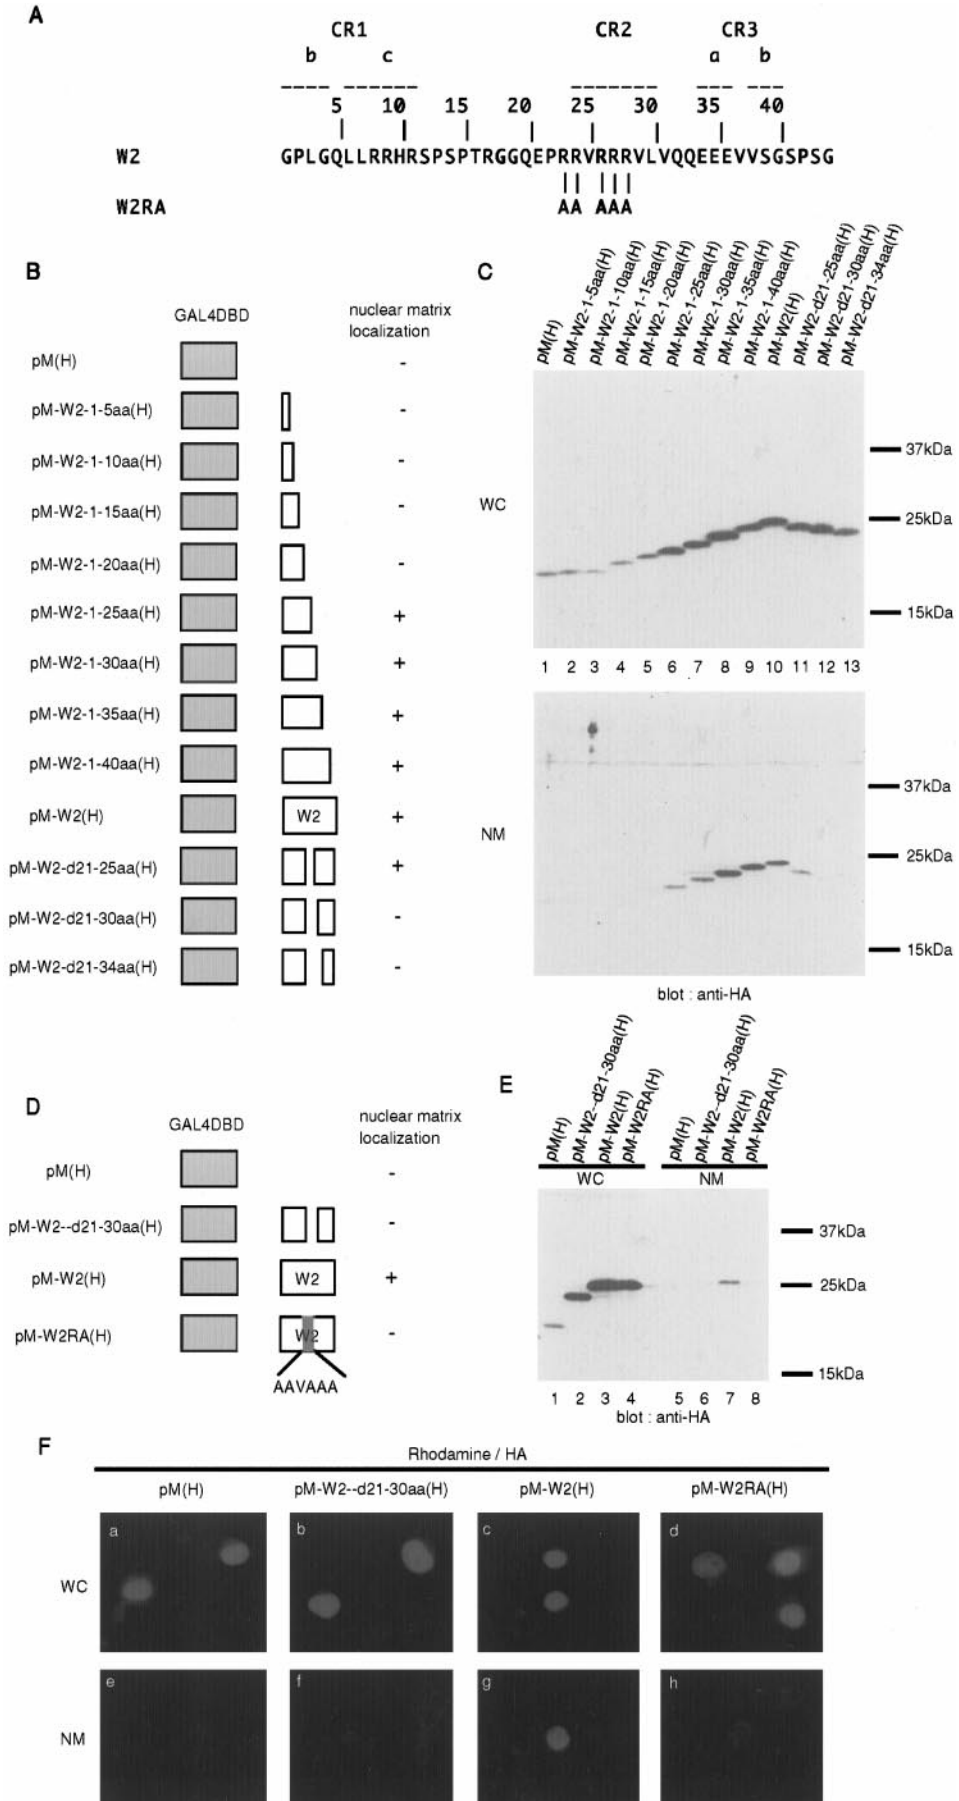 A
CR1 CR2 CR3
b c a b
5 10 15 20 25 30 35 40
W2 GPLGQLLRRHRSPSPTRGGQEPRRVRRRVLVQQEEEVVSGSPSG
W2RA AA AAA
B
GAL4DBD
nuclear matrix
localization
pM(H) -
pM-W2-1-5aa(H) -
pM-W2-1-10aa(H) -
pM-W2-1-15aa(H) -
pM-W2-1-20aa(H) -
pM-W2-1-25aa(H) +
pM-W2-1-30aa(H) +
pM-W2-1-35aa(H) +
pM-W2-1-40aa(H) +
pM-W2(H) W2 +
pM-W2-d21-25aa(H) +
pM-W2-d21-30aa(H) -
pM-W2-d21-34aa(H) -
C
pM(H)
pM-W2-1-5aa(H)
pM-W2-1-10aa(H)
pM-W2-1-15aa(H)
pM-W2-1-20aa(H)
pM-W2-1-25aa(H)
pM-W2-1-30aa(H)
pM-W2-1-35aa(H)
pM-W2-1-40aa(H)
pM-W2(H)
pM-W2-d21-25aa(H)
pM-W2-d21-30aa(H)
pM-W2-d21-34aa(H)
WC
37kDa
25kDa
15kDa
1 2 3 4 5 6 7 8 9 10 11 12 13
NM
37kDa
25kDa
15kDa
blot : anti-HA
D
GAL4DBD
nuclear matrix
localization
pM(H) -
pM-W2--d21-30aa(H) -
pM-W2(H) W2 +
pM-W2RA(H) W2 -
AAVAAA
E
pM(H)
pM-W2--d21-30aa(H)
pM-W2(H)
pM-W2RA(H)
pM(H)
pM-W2--d21-30aa(H)
pM-W2(H)
pM-W2RA(H)
WC NM
37kDa
25kDa
15kDa
1 2 3 4 5 6 7 8
blot : anti-HA
F
Rhodamine / HA
pM(H) pM-W2--d21-30aa(H) pM-W2(H) pM-W2RA(H)
WC a b c d
NM e f g h